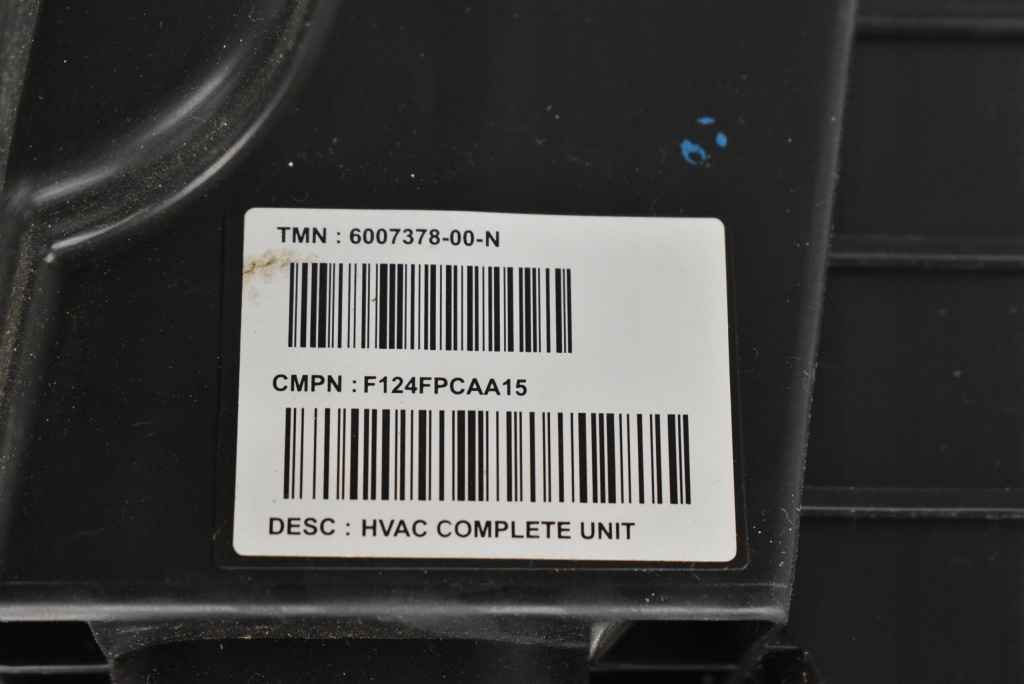 TMN : 6007378-00-N
CMPN : F124FPCAA15
DESC : HVAC COMPLETE UNIT